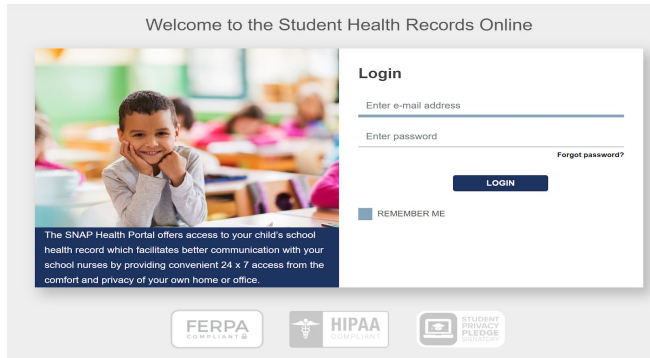 Welcome to the Student Health Records Online
Login
Enter e-mail address
Enter password
Forgot password?
LOGIN
REMEMBER ME
The SNAP Health Portal offers access to your child's school
health record which facilitates better communication with your
school nurses by providing convenient 24 x 7 access from the
comfort and privacy of your own home or office.
FERPA
COMPLIANT
HIPAA
COMPLIANT
STUDENT
PRIVACY
PLEDGE
SIGNATORY